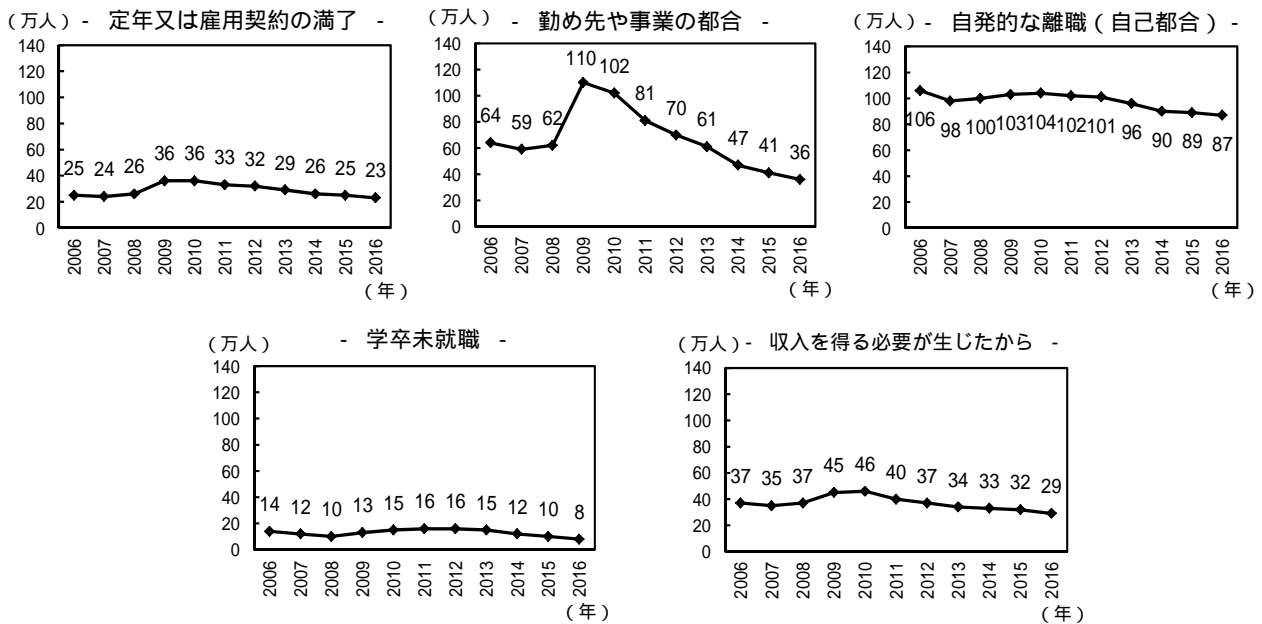 （万人） - 定年又は雇用契約の満了 -
140
120
100
80
60
40
20
0
25 24 26 36 36 33 32 29 26 25 23
2006 2007 2008 2009 2010 2011 2012 2013 2014 2015 2016
（年）
（万人） - 勤め先や事業の都合 -
140
120
100
80
60
40
20
0
64 59 62 110 102 81 70 61 47 41 36
2006 2007 2008 2009 2010 2011 2012 2013 2014 2015 2016
（年）
（万人） - 自発的な離職（自己都合） -
140
120
100
80
60
40
20
0
106 98 100 103 104 102 101 96 90 89 87
2006 2007 2008 2009 2010 2011 2012 2013 2014 2015 2016
（年）
（万人） - 学卒未就職 -
140
120
100
80
60
40
20
0
14 12 10 13 15 16 16 15 12 10 8
2006 2007 2008 2009 2010 2011 2012 2013 2014 2015 2016
（年）
（万人） - 収入を得る必要が生じたから -
140
120
100
80
60
40
20
0
37 35 37 45 46 40 37 34 33 32 29
2006 2007 2008 2009 2010 2011 2012 2013 2014 2015 2016
（年）